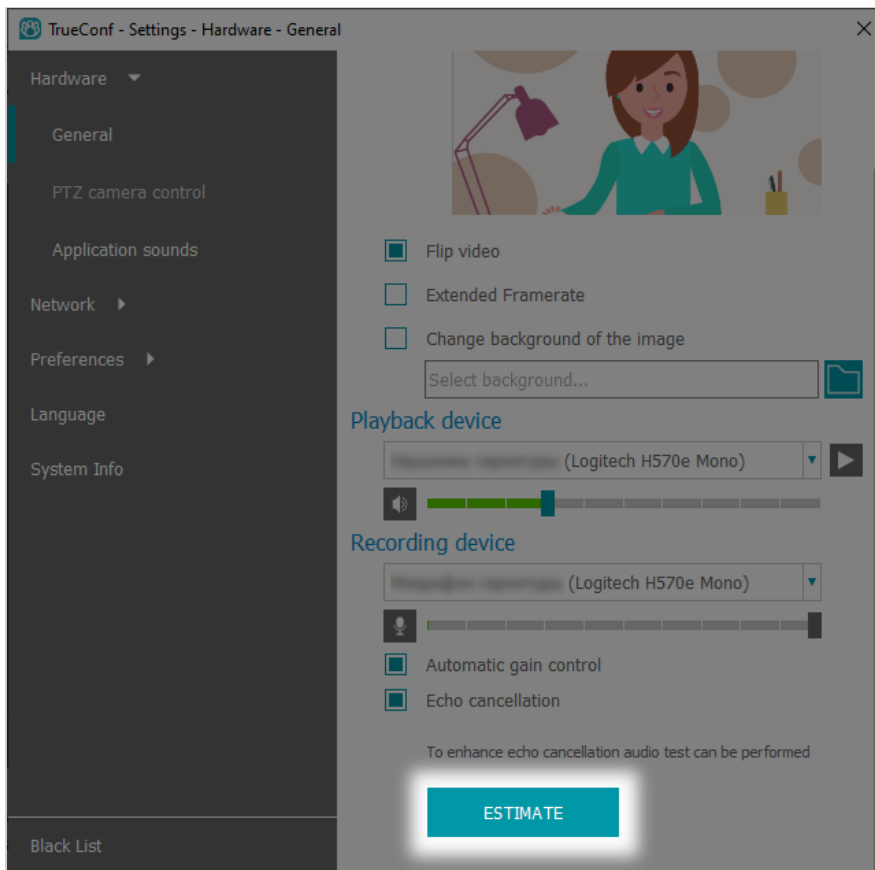 TrueConf - Settings - Hardware - General
Hardware
General
PTZ camera control
Application sounds
Network
Preferences
Language
System Info
Black List
Flip video
Extended Framerate
Change background of the image
Select background...
Playback device
(Logitech H570e Mono)
Recording device
(Logitech H570e Mono)
Automatic gain control
Echo cancellation
To enhance echo cancellation audio test can be performed
ESTIMATE